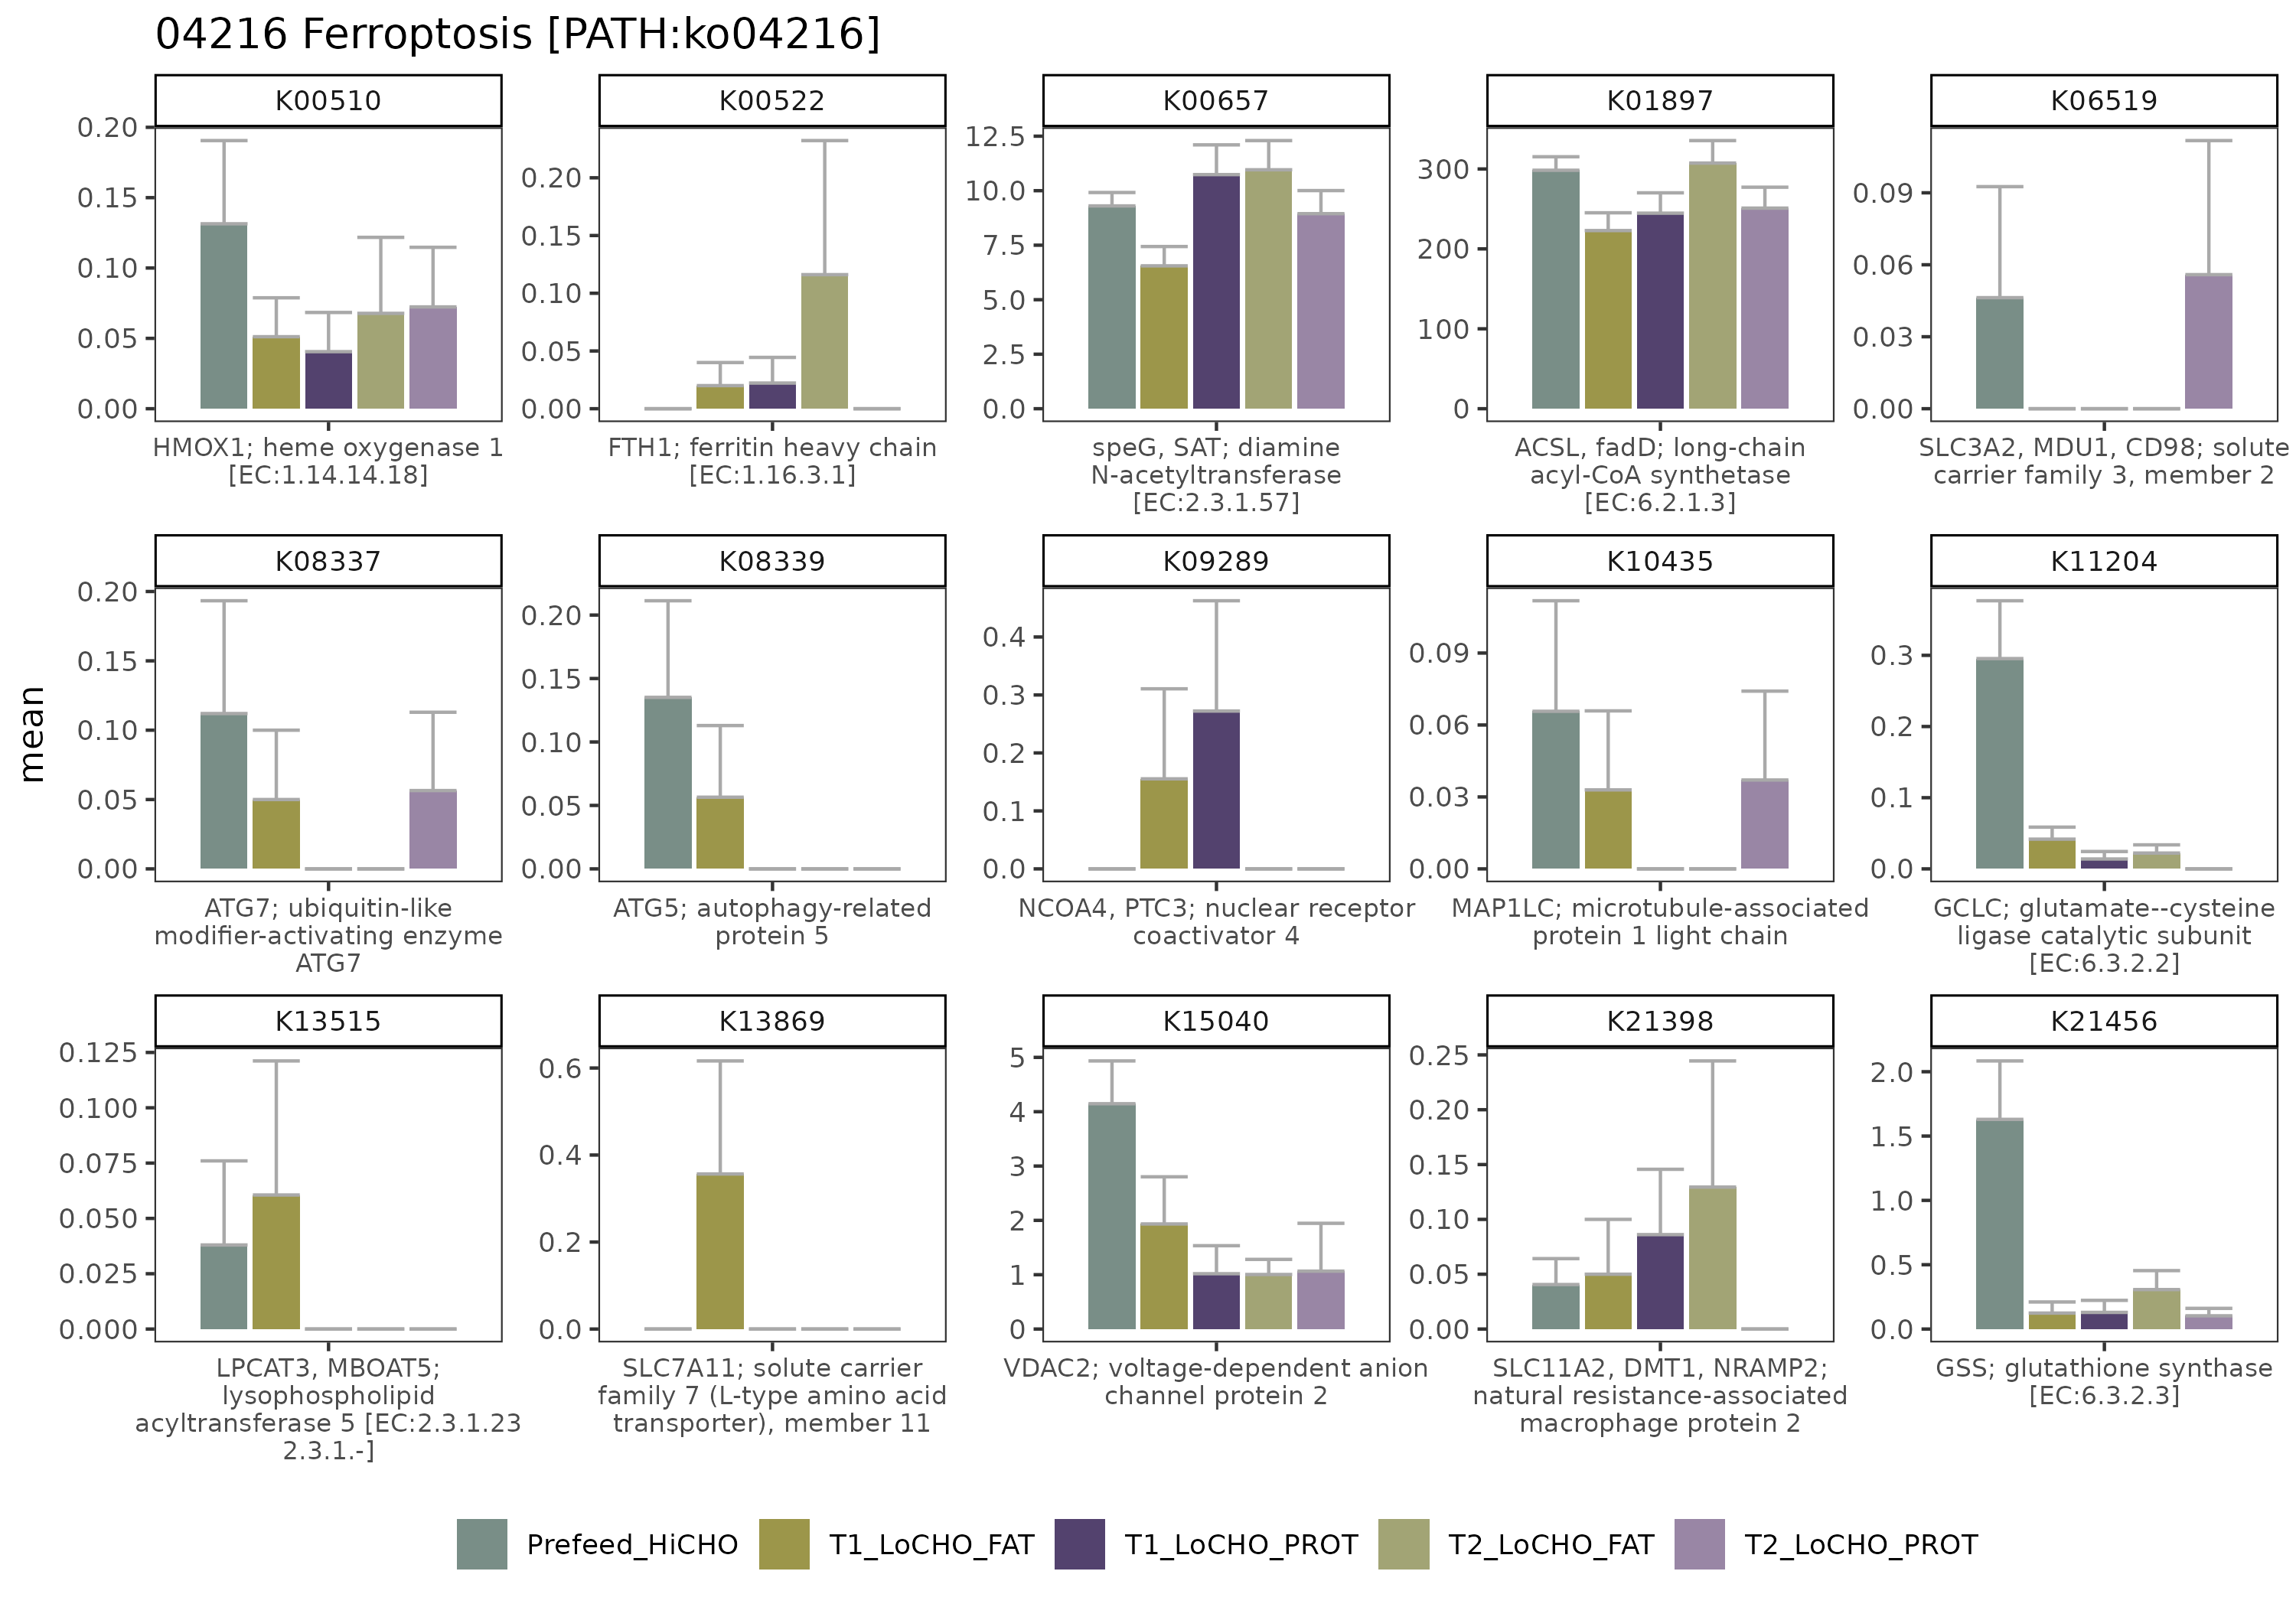 04216 Ferroptosis [PATH:ko04216]
mean
K00510
0.20
0.15
0.10
0.05
0.00
HMOX1; heme oxygenase 1
[EC:1.14.14.18]
K00522
0.20
0.15
0.10
0.05
0.00
FTH1; ferritin heavy chain
[EC:1.16.3.1]
K00657
12.5
10.0
7.5
5.0
2.5
0.0
speG, SAT; diamine
N-acetyltransferase
[EC:2.3.1.57]
K01897
300
200
100
0
ACSL, fadD; long-chain
acyl-CoA synthetase
[EC:6.2.1.3]
K06519
0.09
0.06
0.03
0.00
SLC3A2, MDU1, CD98; solute
carrier family 3, member 2
K08337
0.20
0.15
0.10
0.05
0.00
ATG7; ubiquitin-like
modifier-activating enzyme
ATG7
K08339
0.20
0.15
0.10
0.05
0.00
ATG5; autophagy-related
protein 5
K09289
0.4
0.3
0.2
0.1
0.0
NCOA4, PTC3; nuclear receptor
coactivator 4
K10435
0.09
0.06
0.03
0.00
MAP1LC; microtubule-associated
protein 1 light chain
K11204
0.3
0.2
0.1
0.0
GCLC; glutamate--cysteine
ligase catalytic subunit
[EC:6.3.2.2]
K13515
0.125
0.100
0.075
0.050
0.025
0.000
LPCAT3, MBOAT5;
lysophospholipid
acyltransferase 5 [EC:2.3.1.23
2.3.1.-]
K13869
0.6
0.4
0.2
0.0
SLC7A11; solute carrier
family 7 (L-type amino acid
transporter), member 11
K15040
5
4
3
2
1
0
VDAC2; voltage-dependent anion
channel protein 2
K21398
0.25
0.20
0.15
0.10
0.05
0.00
SLC11A2, DMT1, NRAMP2;
natural resistance-associated
macrophage protein 2
K21456
2.0
1.5
1.0
0.5
0.0
GSS; glutathione synthase
[EC:6.3.2.3]
Prefeed_HiCHO
T1_LoCHO_FAT
T1_LoCHO_PROT
T2_LoCHO_FAT
T2_LoCHO_PROT